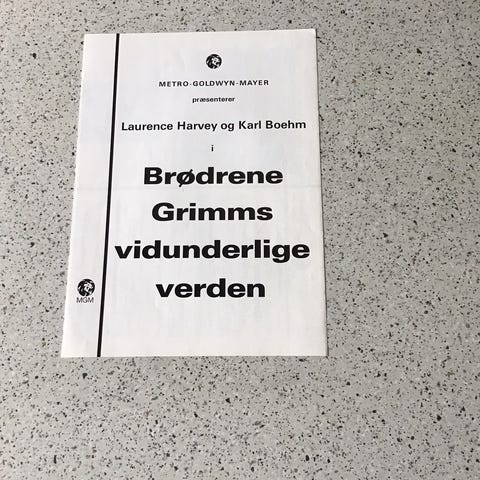 METRO-GOLDWYN-MAYER
præsenterer
Laurence Harvey og Karl Boehm
i
Brødrene
Grimms
vidunderlige
verden
MGM